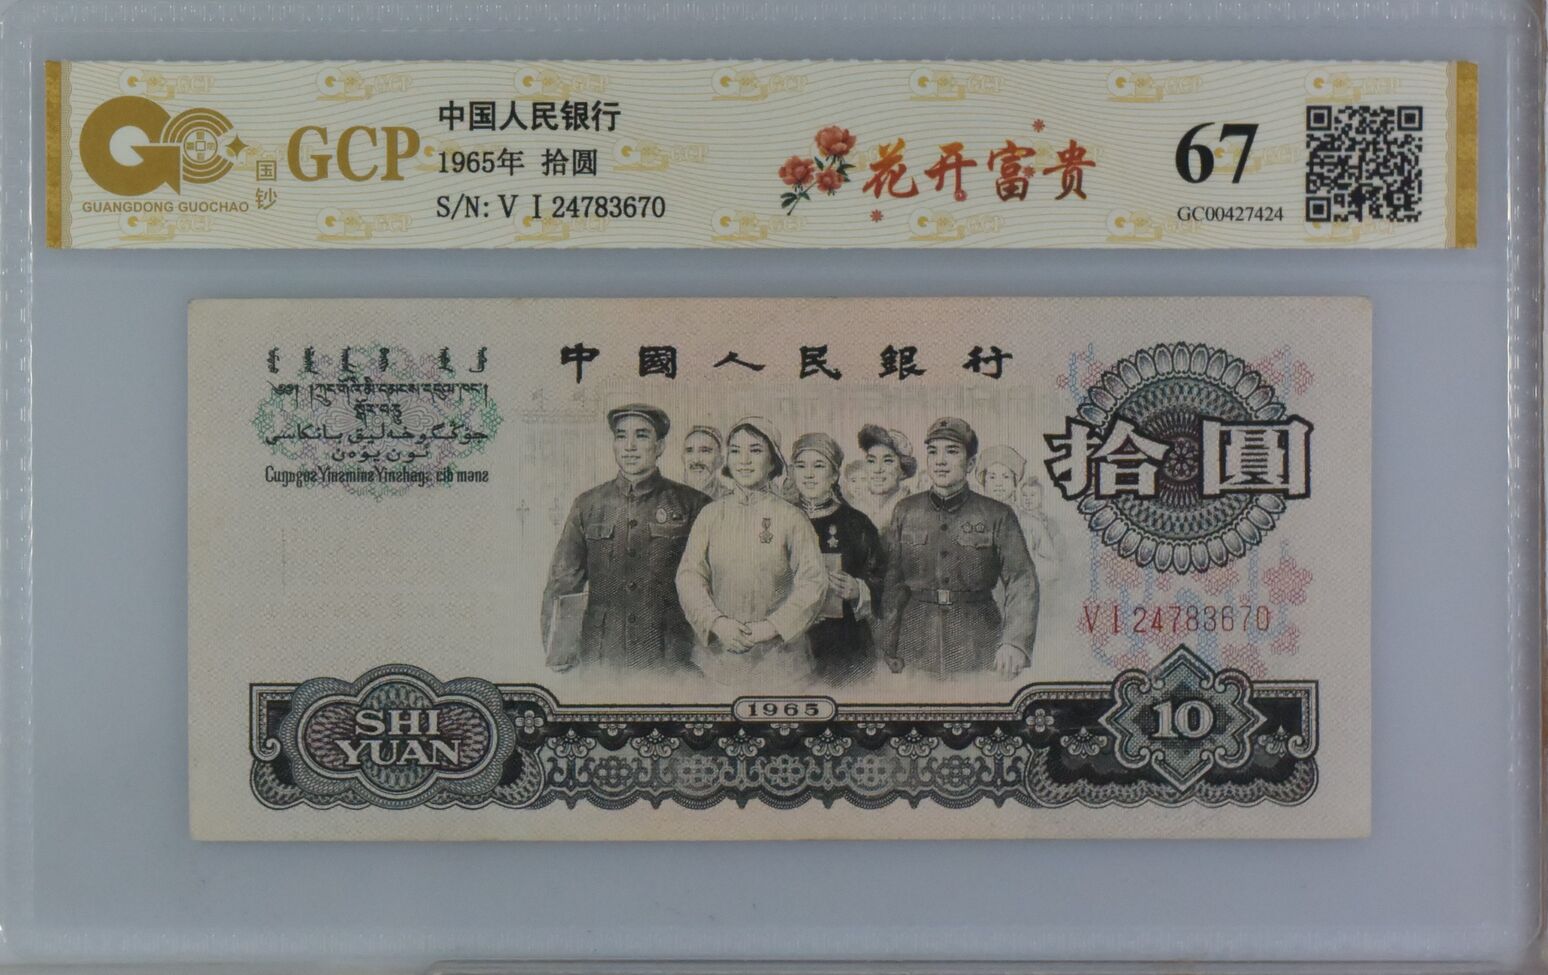 国钞
GCP
GUANGDONG GUOCHAO
中国人民银行
1965年 拾圆
S/N: V I 24783670
花开富贵
67
GC00427424
中國人民銀行
拾圓
V I 24783670
SHI
YUAN
1965
10